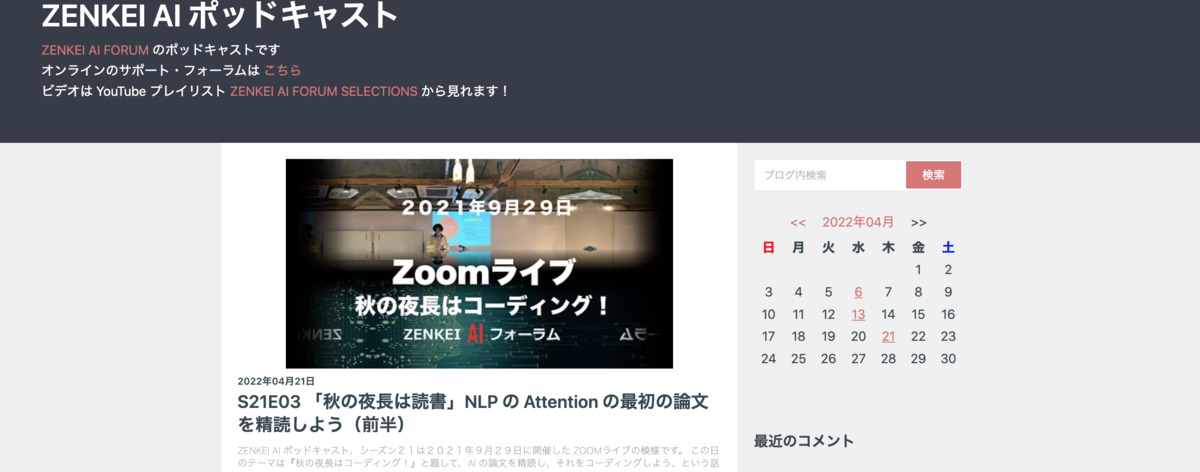 ZENKEI AI ポッドキャスト
ZENKEI AI FORUM のポッドキャストです
オンラインのサポート・フォーラムは こちら
ビデオは YouTube プレイリスト ZENKEI AI FORUM SELECTIONS から見れます！
２０２１年９月２９日
Zoomライブ
秋の夜長はコーディング！
ZENKEI AI フォーラム
2022年04月21日
S21E03 「秋の夜長は読書」NLP の Attention の最初の論文
を精読しよう（前半）
ZENKEI AI ポッドキャスト、シーズン２１は２０２１年９月２９日に開催した ZOOMライブの模様です。 この日
のテーマは『秋の夜長はコーディング！』と題して、AI の論文を精読し、それをコーディングしよう、という話
ブログ内検索 検索
<< 2022年04月 >>
日 月 火 水 木 金 土
1 2
3 4 5 6 7 8 9
10 11 12 13 14 15 16
17 18 19 20 21 22 23
24 25 26 27 28 29 30
最近のコメント